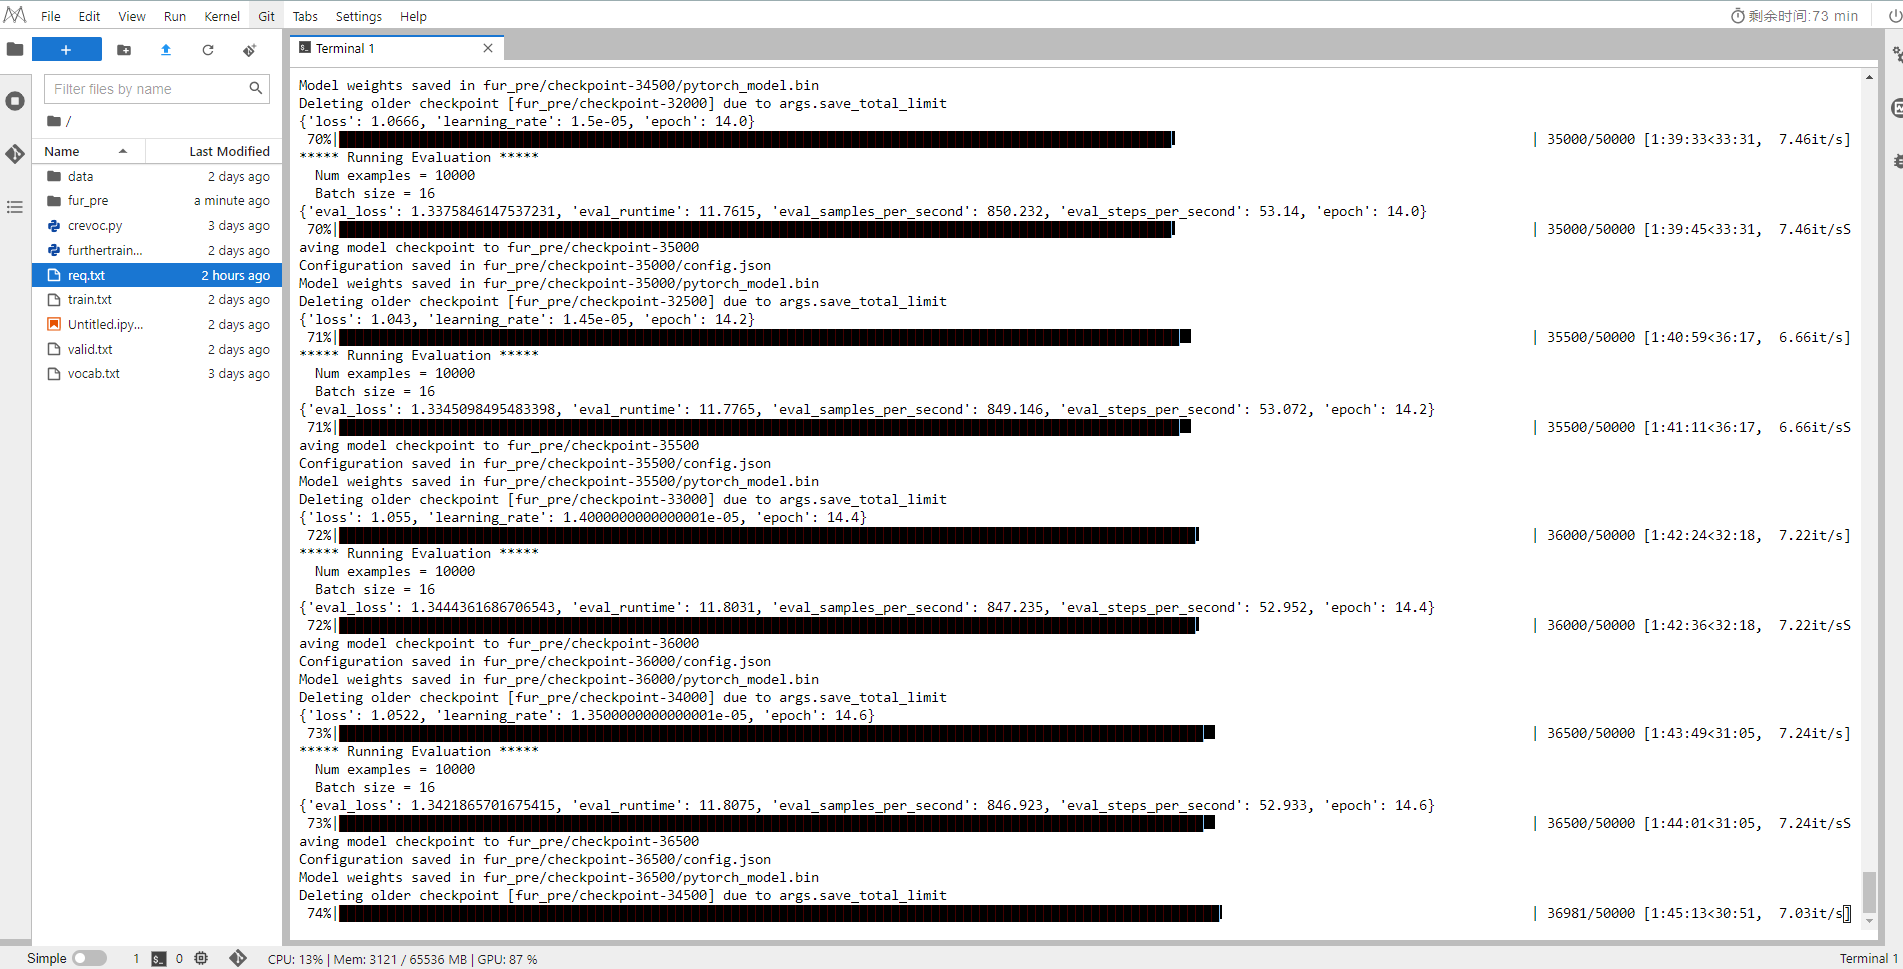 File Edit View Run Kernel Git Tabs Settings Help
剩余时间:73 min
+
Terminal 1
Filter files by name
/
Name Last Modified
data 2 days ago
fur_pre a minute ago
crevoc.py 3 days ago
furthertrain... 2 days ago
req.txt 2 hours ago
train.txt 2 days ago
Untitled.ipy... 2 days ago
valid.txt 2 days ago
vocab.txt 3 days ago
Model weights saved in fur_pre/checkpoint-34500/pytorch_model.bin
Deleting older checkpoint [fur_pre/checkpoint-32000] due to args.save_total_limit
{'loss': 1.0666, 'learning_rate': 1.5e-05, 'epoch': 14.0}
70%| | 35000/50000 [1:39:33<33:31, 7.46it/s]
***** Running Evaluation *****
Num examples = 10000
Batch size = 16
{'eval_loss': 1.3375846147537231, 'eval_runtime': 11.7615, 'eval_samples_per_second': 850.232, 'eval_steps_per_second': 53.14, 'epoch': 14.0}
70%| | 35000/50000 [1:39:45<33:31, 7.46it/sS
aving model checkpoint to fur_pre/checkpoint-35000
Configuration saved in fur_pre/checkpoint-35000/config.json
Model weights saved in fur_pre/checkpoint-35000/pytorch_model.bin
Deleting older checkpoint [fur_pre/checkpoint-32500] due to args.save_total_limit
{'loss': 1.043, 'learning_rate': 1.45e-05, 'epoch': 14.2}
71%| | 35500/50000 [1:40:59<36:17, 6.66it/s]
***** Running Evaluation *****
Num examples = 10000
Batch size = 16
{'eval_loss': 1.3345098495483398, 'eval_runtime': 11.7765, 'eval_samples_per_second': 849.146, 'eval_steps_per_second': 53.072, 'epoch': 14.2}
71%| | 35500/50000 [1:41:11<36:17, 6.66it/sS
aving model checkpoint to fur_pre/checkpoint-35500
Configuration saved in fur_pre/checkpoint-35500/config.json
Model weights saved in fur_pre/checkpoint-35500/pytorch_model.bin
Deleting older checkpoint [fur_pre/checkpoint-33000] due to args.save_total_limit
{'loss': 1.055, 'learning_rate': 1.4000000000000001e-05, 'epoch': 14.4}
72%| | 36000/50000 [1:42:24<32:18, 7.22it/s]
***** Running Evaluation *****
Num examples = 10000
Batch size = 16
{'eval_loss': 1.3444361686706543, 'eval_runtime': 11.8031, 'eval_samples_per_second': 847.235, 'eval_steps_per_second': 52.952, 'epoch': 14.4}
72%| | 36000/50000 [1:42:36<32:18, 7.22it/sS
aving model checkpoint to fur_pre/checkpoint-36000
Configuration saved in fur_pre/checkpoint-36000/config.json
Model weights saved in fur_pre/checkpoint-36000/pytorch_model.bin
Deleting older checkpoint [fur_pre/checkpoint-34000] due to args.save_total_limit
{'loss': 1.0522, 'learning_rate': 1.3500000000000001e-05, 'epoch': 14.6}
73%| | 36500/50000 [1:43:49<31:05, 7.24it/s]
***** Running Evaluation *****
Num examples = 10000
Batch size = 16
{'eval_loss': 1.3421865701675415, 'eval_runtime': 11.8075, 'eval_samples_per_second': 846.923, 'eval_steps_per_second': 52.933, 'epoch': 14.6}
73%| | 36500/50000 [1:44:01<31:05, 7.24it/sS
aving model checkpoint to fur_pre/checkpoint-36500
Configuration saved in fur_pre/checkpoint-36500/config.json
Model weights saved in fur_pre/checkpoint-36500/pytorch_model.bin
Deleting older checkpoint [fur_pre/checkpoint-34500] due to args.save_total_limit
74%| | 36981/50000 [1:45:13<30:51, 7.03it/s]
Simple 1 0 CPU: 13% | Mem: 3121 / 65536 MB | GPU: 87 % Terminal 1